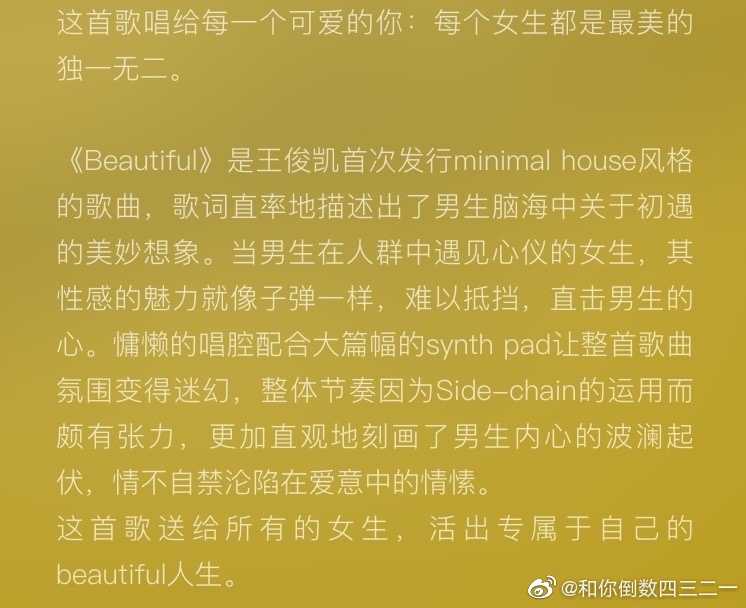 这首歌唱给每一个可爱的你：每个女生都是最美的
独一无二。
《Beautiful》是王俊凯首次发行minimal house风格
的歌曲，歌词直率地描述出了男生脑海中关于初遇
的美妙想象。当男生在人群中遇见心仪的女生，其
性感的魅力就像子弹一样，难以抵挡，直击男生的
心。慵懒的唱腔配合大篇幅的synth pad让整首歌曲
氛围变得迷幻，整体节奏因为Side-chain的运用而
颇有张力，更加直观地刻画了男生内心的波澜起
伏，情不自禁沦陷在爱意中的情愫。
这首歌送给所有的女生，活出专属于自己的
beautiful人生。
@和你倒数四三二一